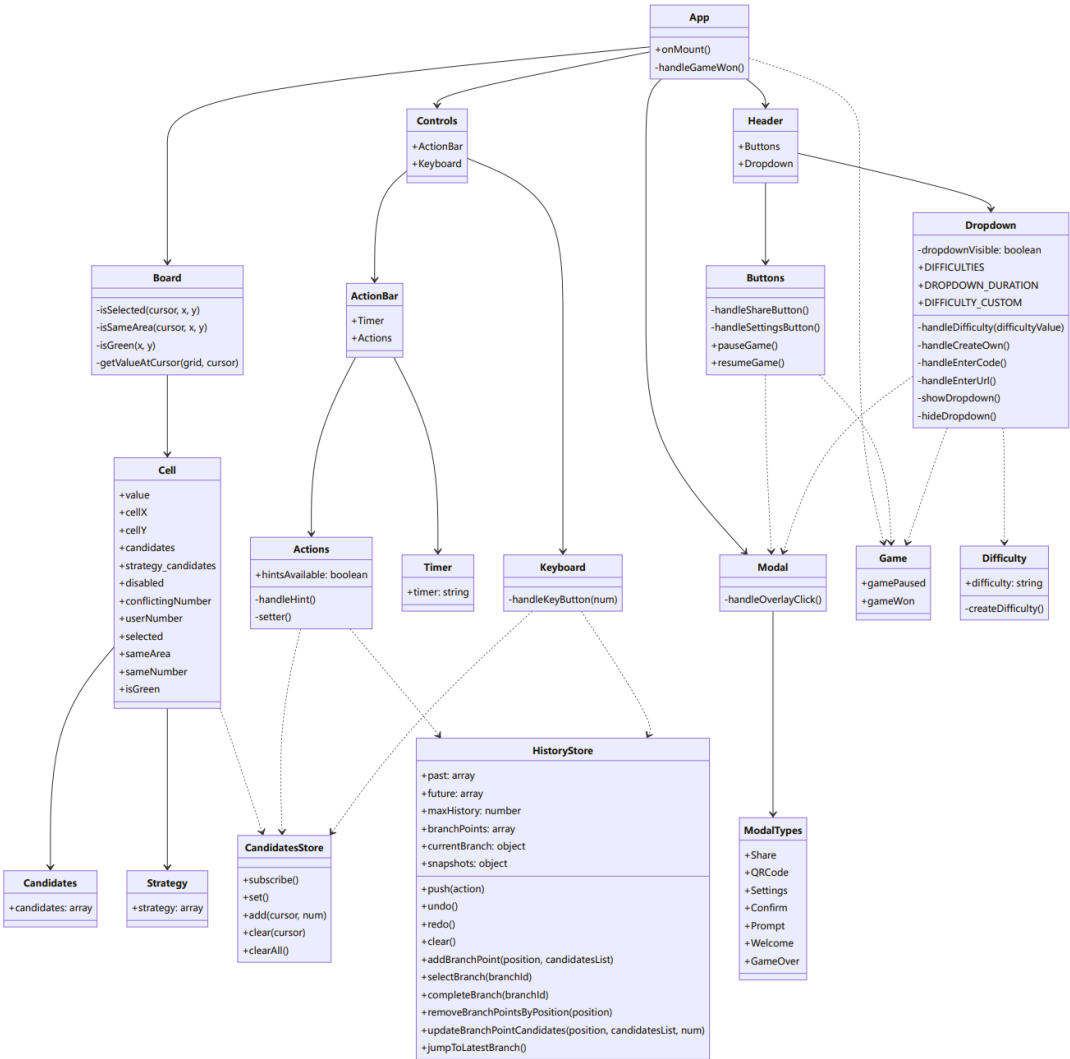 App
+onMount()
-handleGameWon()
Controls
+ActionBar
+Keyboard
Header
+Buttons
+Dropdown
Dropdown
-dropdownVisible: boolean
+DIFFICULTIES
+DROPDOWN_DURATION
+DIFFICULTY_CUSTOM
-handleDifficulty(difficultyValue)
-handleCreateOwn()
-handleEnterCode()
-handleEnterUrl()
-showDropdown()
-hideDropdown()
Board
-isSelected(cursor, x, y)
-isSameArea(cursor, x, y)
-isGreen(x, y)
-getValueAtCursor(grid, cursor)
ActionBar
+Timer
+Actions
Buttons
-handleShareButton()
-handleSettingsButton()
+pauseGame()
+resumeGame()
Cell
+value
+cellX
+cellY
+candidates
+strategy_candidates
+disabled
+conflictingNumber
+userNumber
+selected
+sameArea
+sameNumber
+isGreen
Actions
+hintsAvailable: boolean
-handleHint()
-setter()
Timer
+timer: string
Keyboard
-handleKeyButton(num)
Modal
-handleOverlayClick()
Game
+gamePaused
+gameWon
Difficulty
+difficulty: string
-createDifficulty()
HistoryStore
+past: array
+future: array
+maxHistory: number
+branchPoints: array
+currentBranch: object
+snapshots: object
+push(action)
+undo()
+redo()
+clear()
+addBranchPoint(position, candidatesList)
+selectBranch(branchId)
+completeBranch(branchId)
+removeBranchPointsByPosition(position)
+updateBranchPointCandidates(position, candidatesList, num)
+jumpToLatestBranch()
ModalTypes
+Share
+QRCode
+Settings
+Confirm
+Prompt
+Welcome
+GameOver
CandidatesStore
+subscribe()
+set()
+add(cursor, num)
+clear(cursor)
+clearAll()
Candidates
+candidates: array
Strategy
+strategy: array